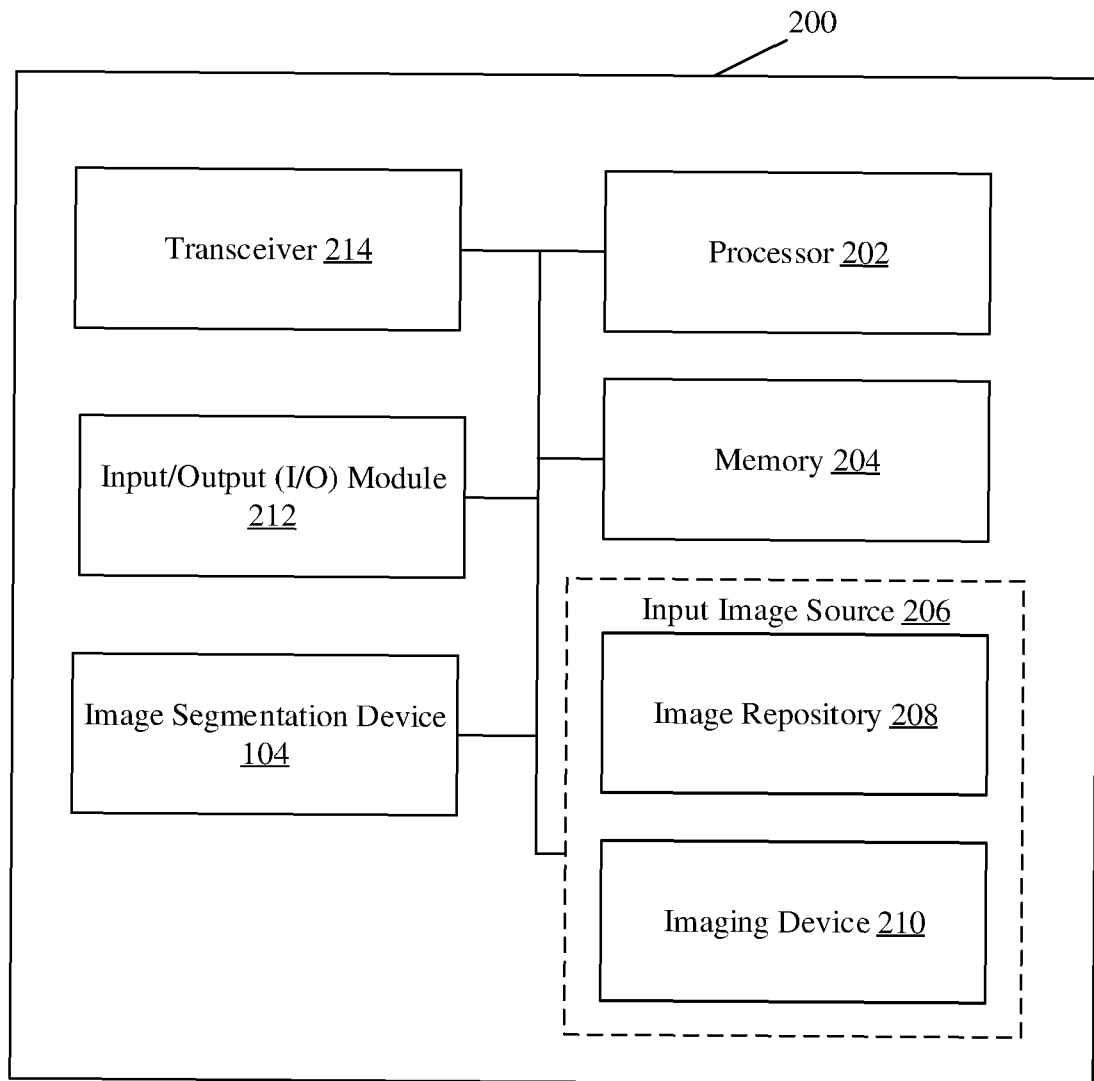 200
Transceiver 214
Processor 202
Input/Output (I/O) Module
212
Memory 204
Input Image Source 206
Image Repository 208
Image Segmentation Device
104
Imaging Device 210